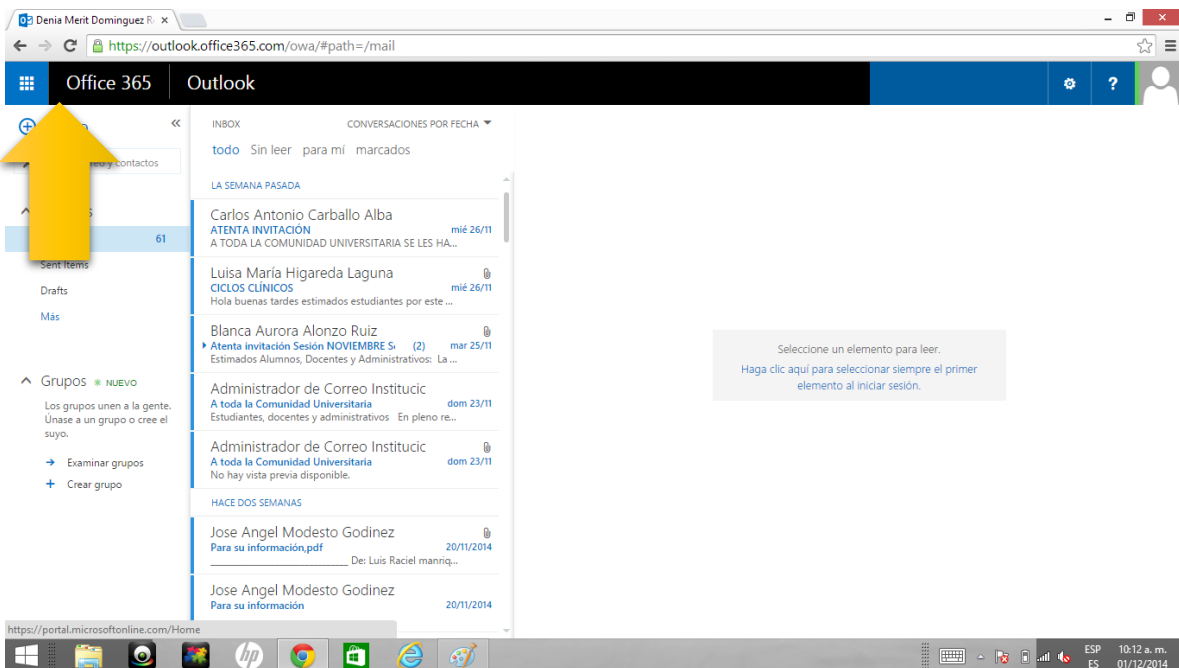 Denia Merit Dominguez R
https://outlook.office365.com/owa/#path=/mail
Office 365 Outlook
?
INBOX CONVERSACIONES POR FECHA
todo Sin leer para mí marcados
y contactos
LA SEMANA PASADA
Carlos Antonio Carballo Alba
ATENTA INVITACIÓN mié 26/11
A TODA LA COMUNIDAD UNIVERSITARIA SE LES HA...
61
Sent Items
Drafts
Más
Luisa María Higareda Laguna
CICLOS CLÍNICOS mié 26/11
Hola buenas tardes estimados estudiantes por este ...
Blanca Aurora Alonzo Ruiz
Atenta invitación Sesión NOVIEMBRE S (2) mar 25/11
Estimados Alumnos, Docentes y Administrativos: La ...
Seleccione un elemento para leer.
Haga clic aquí para seleccionar siempre el primer
elemento al iniciar sesión.
Grupos NUEVO
Los grupos unen a la gente.
Únase a un grupo o cree el
suyo.
Examinar grupos
Crear grupo
Administrador de Correo Institucic
A toda la Comunidad Universitaria dom 23/11
Estudiantes, docentes y administrativos En pleno re...
Administrador de Correo Institucic
A toda la Comunidad Universitaria dom 23/11
No hay vista previa disponible.
HACE DOS SEMANAS
Jose Angel Modesto Godinez
Para su información,pdf 20/11/2014
De: Luis Raciel manriq...
Jose Angel Modesto Godinez
Para su información 20/11/2014
https://portal.microsoftonline.com/Home
hp
ESP 10:12 a. m.
ES 01/12/2014